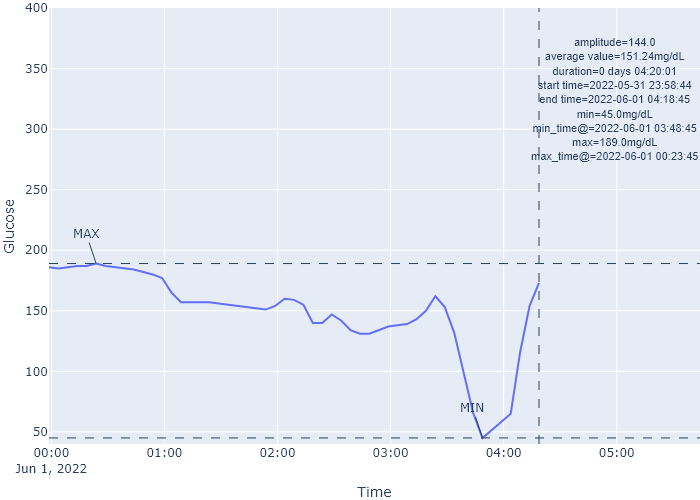 400
350
300
250
200
150
100
50
Glucose
MAX
MIN
amplitude=144.0
average value=151.24mg/dL
duration=0 days 04:20:01
start time=2022-05-31 23:58:44
end time=2022-06-01 04:18:45
min=45.0mg/dL
min_time@=2022-06-01 03:48:45
max=189.0mg/dL
max_time@=2022-06-01 00:23:45
00:00 01:00 02:00 03:00 04:00 05:00
Jun 1, 2022
Time